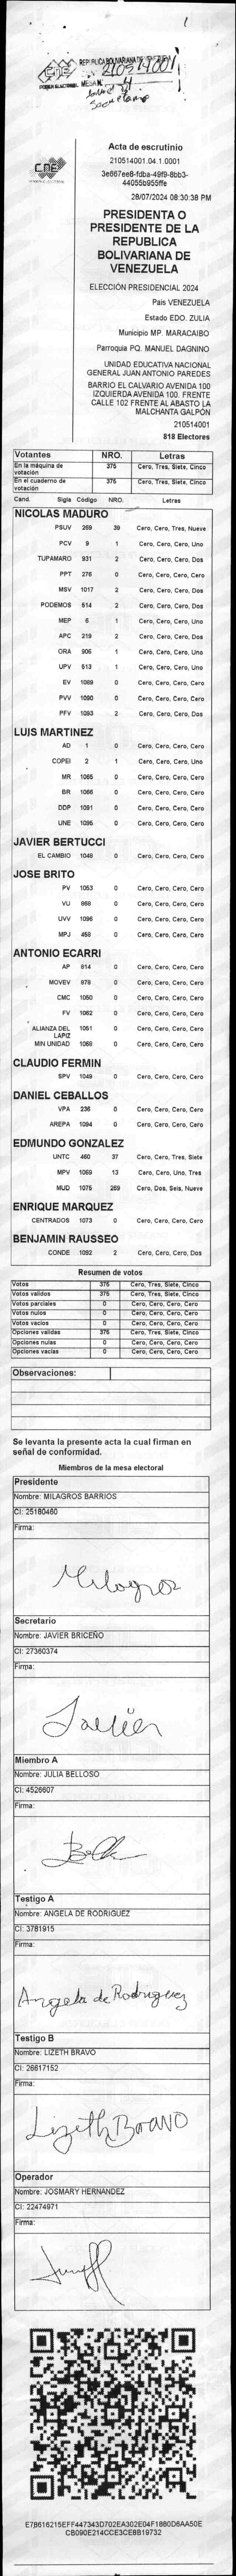 REPUBLICA BOLIVARIANA DE VENEZUELA
CNE
PODER ELECTORAL MESA N°
210514001
4
CNE
Acta de escrutinio
210514001.04.1.0001
3e667ee8-fdba-49f9-8bb3-
44055b955ffe
28/07/2024 08:30:38 PM
PRESIDENTA O
PRESIDENTE DE LA
REPUBLICA
BOLIVARIANA DE
VENEZUELA
ELECCIÓN PRESIDENCIAL 2024
Pais VENEZUELA
Estado EDO. ZULIA
Municipio MP. MARACAIBO
Parroquia PQ. MANUEL DAGNINO
UNIDAD EDUCATIVA NACIONAL
GENERAL JUAN ANTONIO PAREDES
BARRIO EL CALVARIO AVENIDA 100
IZQUIERDA AVENIDA 100. FRENTE
CALLE 102 FRENTE AL ABASTO LA
MALCHANTA GALPÓN
210514001
818 Electores
Votantes NRO. Letras
En la máquina de votación 375 Cero, Tres, Siete, Cinco
En el cuaderno de votación 375 Cero, Tres, Siete, Cinco
Cand. Sigla Código NRO. Letras
NICOLAS MADURO
PSUV 269 39 Cero, Cero, Tres, Nueve
PCV 9 1 Cero, Cero, Cero, Uno
TUPAMARO 931 2 Cero, Cero, Cero, Dos
PPT 276 0 Cero, Cero, Cero, Cero
MSV 1017 2 Cero, Cero, Cero, Dos
PODEMOS 514 2 Cero, Cero, Cero, Dos
MEP 6 1 Cero, Cero, Cero, Uno
APC 219 2 Cero, Cero, Cero, Dos
ORA 906 1 Cero, Cero, Cero, Uno
UPV 513 1 Cero, Cero, Cero, Uno
EV 1089 0 Cero, Cero, Cero, Cero
PVV 1090 0 Cero, Cero, Cero, Cero
PFV 1093 2 Cero, Cero, Cero, Dos
LUIS MARTINEZ
AD 1 0 Cero, Cero, Cero, Cero
COPEI 2 1 Cero, Cero, Cero, Uno
MR 1065 0 Cero, Cero, Cero, Cero
BR 1066 0 Cero, Cero, Cero, Cero
DDP 1091 0 Cero, Cero, Cero, Cero
UNE 1095 0 Cero, Cero, Cero, Cero
JAVIER BERTUCCI
EL CAMBIO 1048 0 Cero, Cero, Cero, Cero
JOSE BRITO
PV 1053 0 Cero, Cero, Cero, Cero
VU 868 0 Cero, Cero, Cero, Cero
UVV 1096 0 Cero, Cero, Cero, Cero
MPJ 458 0 Cero, Cero, Cero, Cero
ANTONIO ECARRI
AP 814 0 Cero, Cero, Cero, Cero
MOVEV 878 0 Cero, Cero, Cero, Cero
CMC 1050 0 Cero, Cero, Cero, Cero
FV 1062 0 Cero, Cero, Cero, Cero
ALIANZA DEL LAPIZ 1061 0 Cero, Cero, Cero, Cero
MIN UNIDAD 1068 0 Cero, Cero, Cero, Cero
CLAUDIO FERMIN
SPV 1049 0 Cero, Cero, Cero, Cero
DANIEL CEBALLOS
VPA 236 0 Cero, Cero, Cero, Cero
AREPA 1094 0 Cero, Cero, Cero, Cero
EDMUNDO GONZALEZ
UNTC 460 37 Cero, Cero, Tres, Siete
MPV 1069 13 Cero, Cero, Uno, Tres
MUD 1075 269 Cero, Dos, Seis, Nueve
ENRIQUE MARQUEZ
CENTRADOS 1073 0 Cero, Cero, Cero, Cero
BENJAMIN RAUSSEO
CONDE 1092 2 Cero, Cero, Cero, Dos
Resumen de votos
Votos 375 Cero, Tres, Siete, Cinco
Votos validos 375 Cero, Tres, Siete, Cinco
Votos parciales 0 Cero, Cero, Cero, Cero
Votos nulos 0 Cero, Cero, Cero, Cero
Votos vacios 0 Cero, Cero, Cero, Cero
Opciones validas 375 Cero, Tres, Siete, Cinco
Opciones nulas 0 Cero, Cero, Cero, Cero
Opciones vacias 0 Cero, Cero, Cero, Cero
Observaciones:
Se levanta la presente acta la cual firman en
señal de conformidad.
Miembros de la mesa electoral
Presidente
Nombre: MILAGROS BARRIOS
CI: 25180460
Firma:
Milagros
Secretario
Nombre: JAVIER BRICEÑO
CI: 27360374
Firma:
Javier
Miembro A
Nombre: JULIA BELLOSO
CI: 4526607
Firma:
Testigo A
Nombre: ANGELA DE RODRIGUEZ
CI: 3781915
Firma:
Angela de Rodriguez
Testigo B
Nombre: LIZETH BRAVO
CI: 26617152
Firma:
Lizeth Bravo
Operador
Nombre: JOSMARY HERNANDEZ
CI: 22474971
Firma:
E78616215EFF447343D702EA302E04F1880D6AA50E
CB090E214CCE3CE8B19732